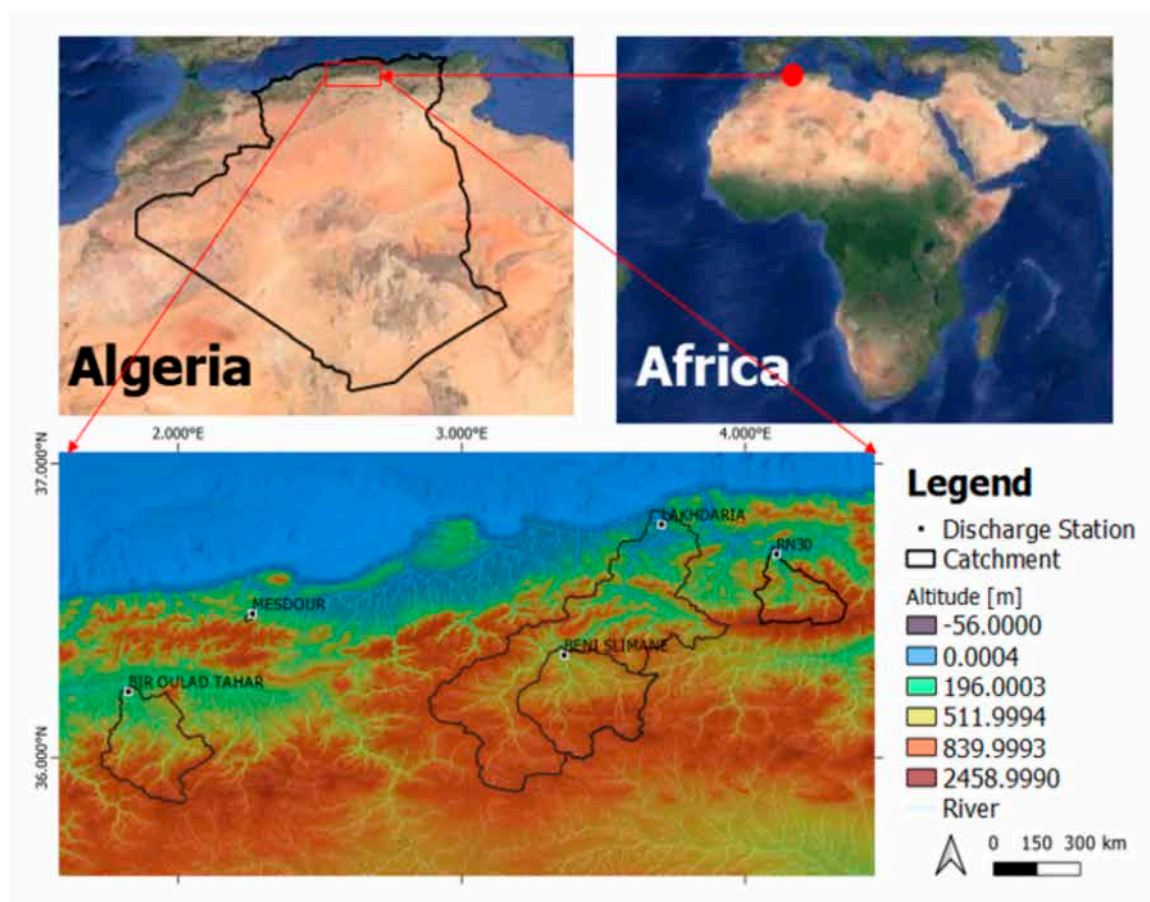 Algeria
Africa
2.000°E 3.000°E 4.000°E
37.000°N
36.000°N
LAKHDARIA
RN30
MESDOUR
BENI SLIMANE
BIR OULAD TAHAR
Legend
Discharge Station
Catchment
Altitude [m]
-56.0000
0.0004
196.0003
511.9994
839.9993
2458.9990
River
0 150 300 km